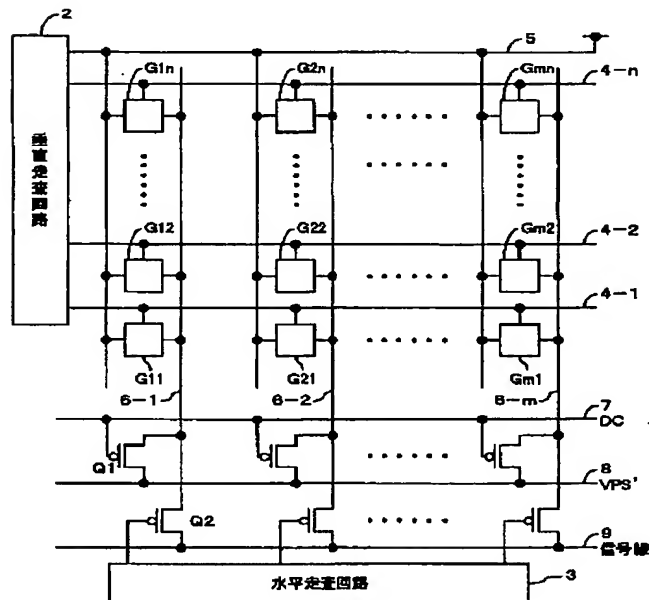 2
5
G1n
G2n
Gmn
4-n
垂直走査回路
G12
G22
Gm2
4-2
4-1
G11
G21
Gm1
6-1
6-2
6-m
7
DC
Q1
8
VPS'
Q2
9
信号線
水平走査回路
3